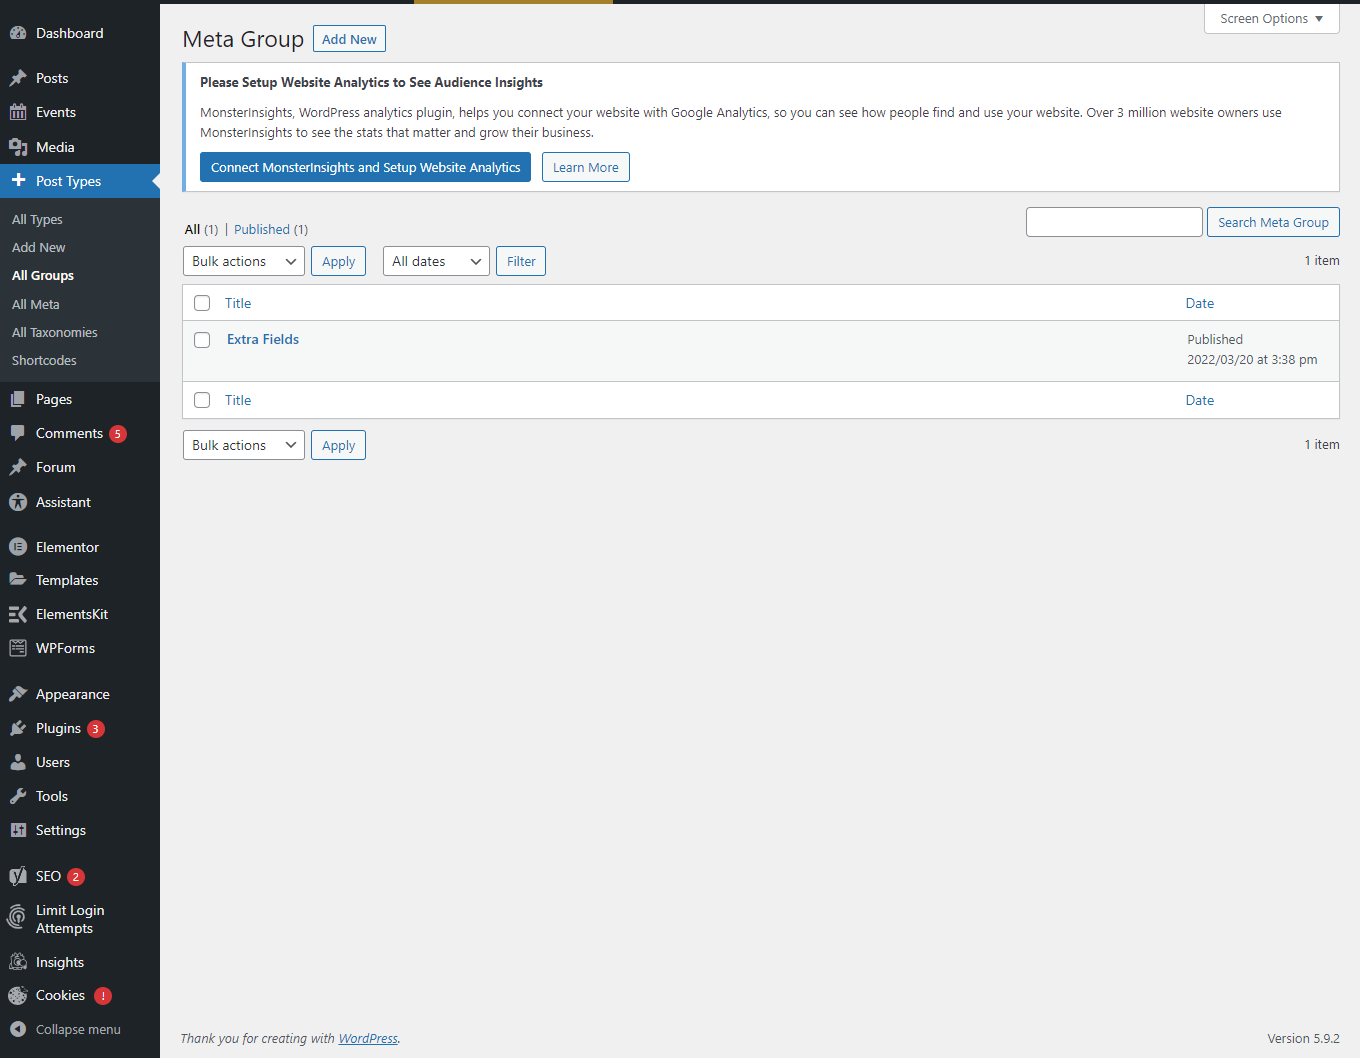 Dashboard
Posts
Events
Media
Post Types
All Types
Add New
All Groups
All Meta
All Taxonomies
Shortcodes
Pages
Comments 5
Forum
Assistant
Elementor
Templates
ElementsKit
WPForms
Appearance
Plugins 3
Users
Tools
Settings
SEO 2
Limit Login
Attempts
Insights
Cookies !
Collapse menu
Screen Options ▼
Meta Group Add New
Please Setup Website Analytics to See Audience Insights
MonsterInsights, WordPress analytics plugin, helps you connect your website with Google Analytics, so you can see how people find and use your website. Over 3 million website owners use
MonsterInsights to see the stats that matter and grow their business.
Connect MonsterInsights and Setup Website Analytics Learn More
All (1) | Published (1)
Search Meta Group
Bulk actions Apply All dates Filter 1 item
Title Date
Extra Fields Published
2022/03/20 at 3:38 pm
Title Date
Bulk actions Apply 1 item
Thank you for creating with WordPress. Version 5.9.2